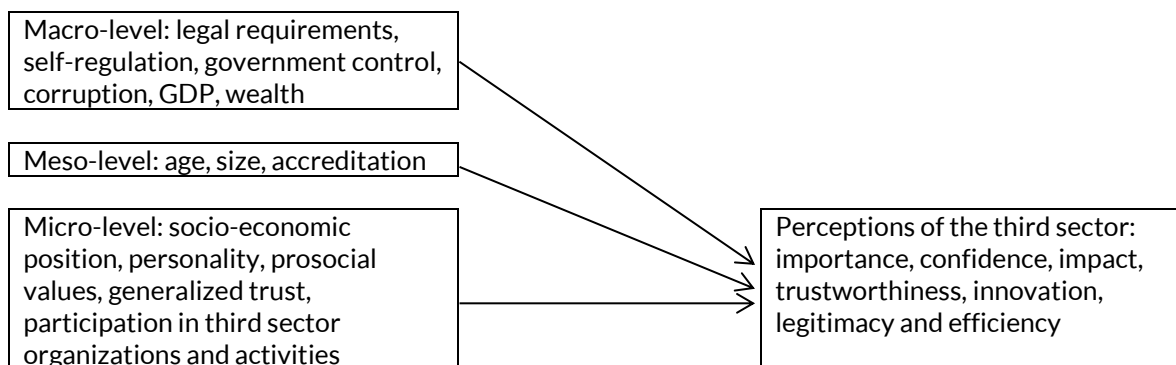 Macro-level: legal requirements,
self-regulation, government control,
corruption, GDP, wealth
Meso-level: age, size, accreditation
Micro-level: socio-economic
position, personality, prosocial
values, generalized trust,
participation in third sector
organizations and activities
Perceptions of the third sector:
importance, confidence, impact,
trustworthiness, innovation,
legitimacy and efficiency